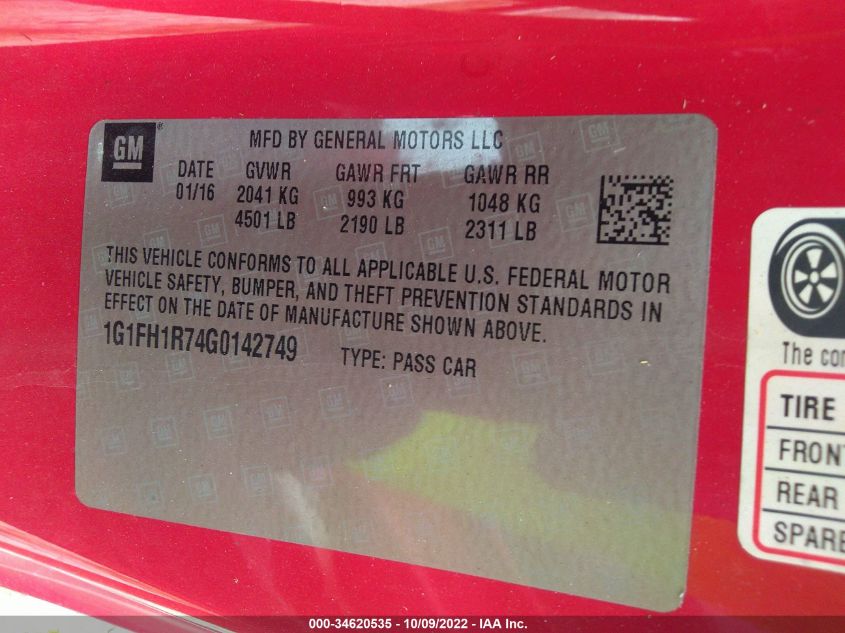 GM
MFD BY GENERAL MOTORS LLC
DATE GVWR GAWR FRT GAWR RR
01/16 2041 KG 993 KG 1048 KG
4501 LB 2190 LB 2311 LB
THIS VEHICLE CONFORMS TO ALL APPLICABLE U.S. FEDERAL MOTOR
VEHICLE SAFETY, BUMPER, AND THEFT PREVENTION STANDARDS IN
EFFECT ON THE DATE OF MANUFACTURE SHOWN ABOVE.
1G1FH1R74G0142749 TYPE: PASS CAR
The co
TIRE
FRON
REAR
SPARE
000-34620535 - 10/09/2022 - IAA Inc.